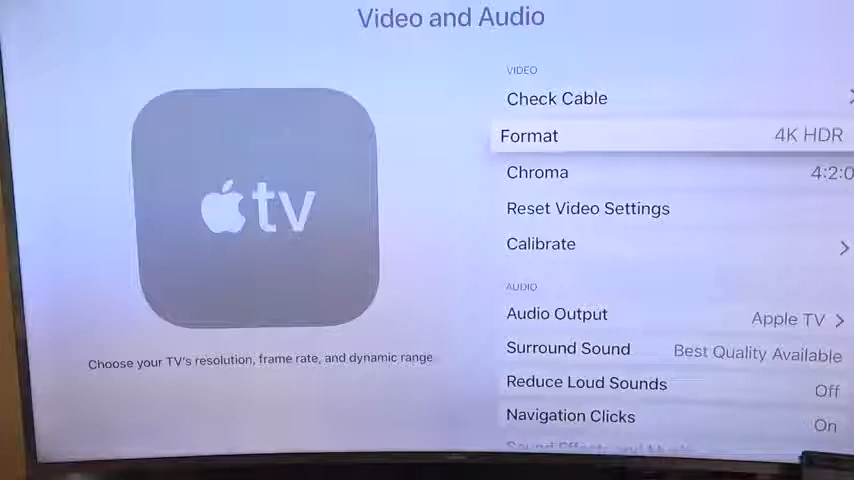 Video and Audio
VIDEO
Check Cable
Format 4K HDR
Chroma 4:2:0
Reset Video Settings
Calibrate
tv
Choose your TV's resolution, frame rate, and dynamic range
AUDIO
Audio Output Apple TV
Surround Sound Best Quality Available
Reduce Loud Sounds Off
Navigation Clicks On